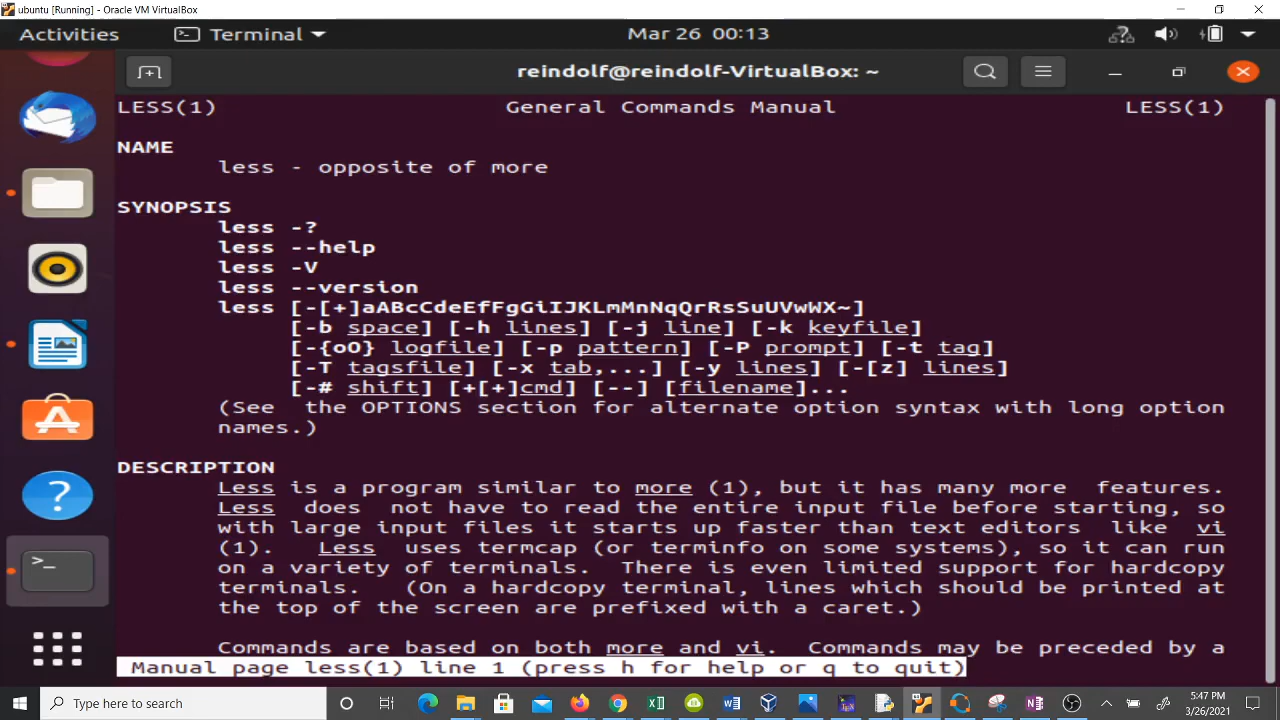 ubuntu [Running] - Oracle VM VirtualBox
Activities Terminal Mar 26 00:13
reindolf@reindolf-VirtualBox: ~
LESS(1) General Commands Manual LESS(1)
NAME
less - opposite of more
SYNOPSIS
less -?
less --help
less -V
less --version
less [-[+]aABcCdeEfFgGiIJKLmMnNqQrRsSuUVwWX~]
[-b space] [-h lines] [-j line] [-k keyfile]
[-{oO} logfile] [-p pattern] [-P prompt] [-t tag]
[-T tagsfile] [-x tab,...] [-y lines] [-[z] lines]
[-# shift] [+[+]cmd] [--] [filename]...
(See the OPTIONS section for alternate option syntax with long option
names.)
DESCRIPTION
Less is a program similar to more (1), but it has many more features.
Less does not have to read the entire input file before starting, so
with large input files it starts up faster than text editors like vi
(1). Less uses termcap (or terminfo on some systems), so it can run
on a variety of terminals. There is even limited support for hardcopy
terminals. (On a hardcopy terminal, lines which should be printed at
the top of the screen are prefixed with a caret.)
Commands are based on both more and vi. Commands may be preceded by a
Manual page less(1) line 1 (press h for help or q to quit)
Type here to search
5:47 PM
3/26/2021